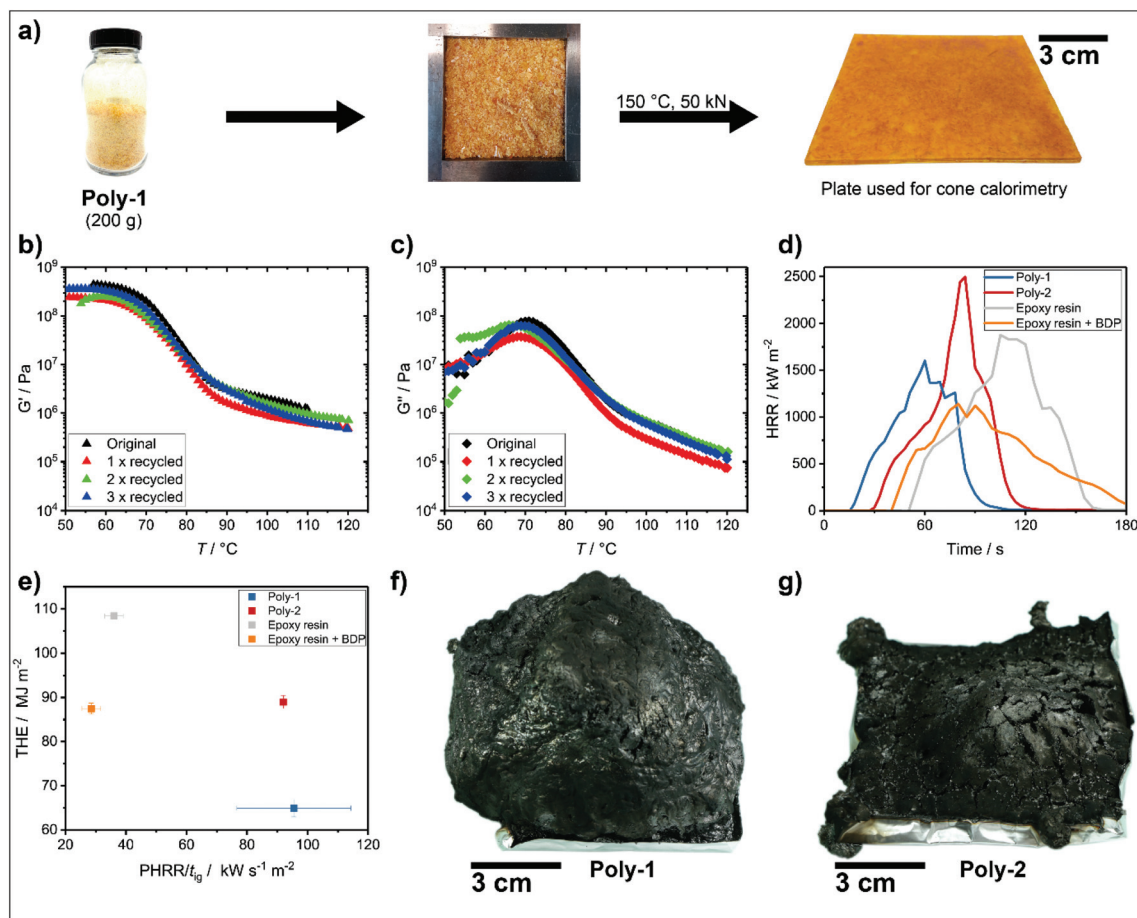 a)
3 cm
150 °C, 50 kN
Poly-1
(200 g)
Plate used for cone calorimetry
b)
10⁹
10⁸
10⁷
10⁶
10⁵
10⁴
G' / Pa
Original
1 x recycled
2 x recycled
3 x recycled
50 60 70 80 90 100 110 120
T / °C
c)
10⁹
10⁸
10⁷
10⁶
10⁵
10⁴
G'' / Pa
Original
1 x recycled
2 x recycled
3 x recycled
50 60 70 80 90 100 110 120
T / °C
d)
2500
2000
1500
1000
500
0
HRR / kW m⁻²
Poly-1
Poly-2
Epoxy resin
Epoxy resin + BDP
0 60 120 180
Time / s
e)
110
100
90
80
70
60
THE / MJ m⁻²
Poly-1
Poly-2
Epoxy resin
Epoxy resin + BDP
20 40 60 80 100 120
PHRR/tig / kW s⁻¹ m⁻²
f)
3 cm
Poly-1
g)
3 cm
Poly-2